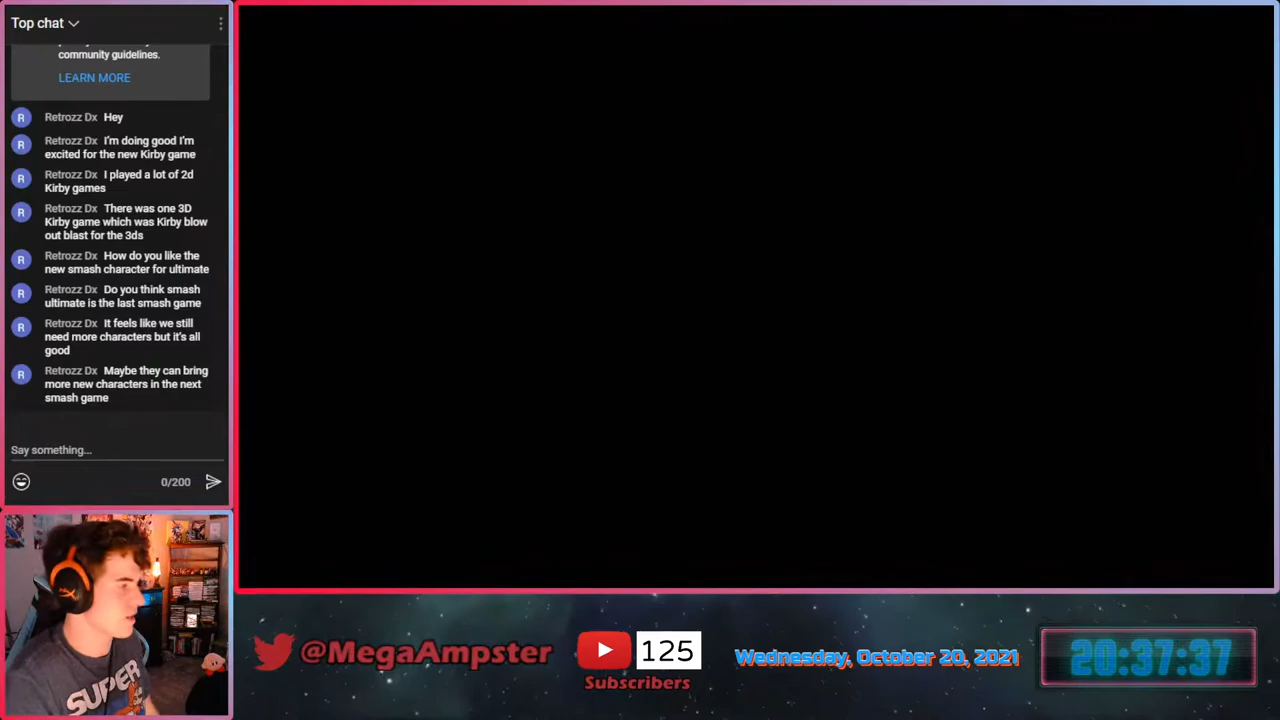 Top chat
community guidelines.
LEARN MORE
R Retrozz Dx Hey
R Retrozz Dx I'm doing good I'm
excited for the new Kirby game
R Retrozz Dx I played a lot of 2d
Kirby games
R Retrozz Dx There was one 3D
Kirby game which was Kirby blow
out blast for the 3ds
R Retrozz Dx How do you like the
new smash character for ultimate
R Retrozz Dx Do you think smash
ultimate is the last smash game
R Retrozz Dx It feels like we still
need more characters but it's all
good
R Retrozz Dx Maybe they can bring
more new characters in the next
smash game
Say something...
0/200
SUPER
@MegaAmpster
125
Subscribers
Wednesday, October 20, 2021
20:37:37